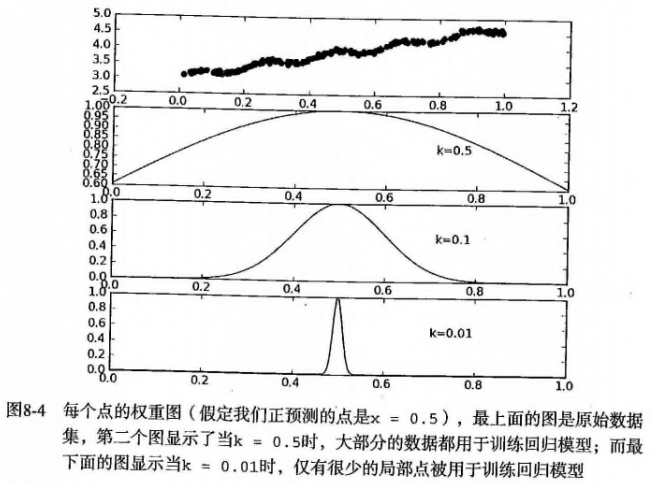 5.0
4.5
4.0
3.5
3.0
2.5
-0.2 0.0 0.2 0.4 0.6 0.8 1.0 1.2
1.00
0.95
0.90
0.85
0.80
0.75
0.70
0.65
0.60
k=0.5
0.0 0.2 0.4 0.6 0.8 1.0
1.0
0.8
0.6
0.4
0.2
0.0
k=0.1
0.0 0.2 0.4 0.6 0.8 1.0
1.0
0.8
0.6
0.4
0.2
0.0
k=0.01
0.0 0.2 0.4 0.6 0.8 1.0
图8-4 每个点的权重图（假定我们正预测的点是x = 0.5），最上面的图是原始数据
集，第二个图显示了当k = 0.5时，大部分的数据都用于训练回归模型；而最
下面的图显示当k = 0.01时，仅有很少的局部点被用于训练回归模型